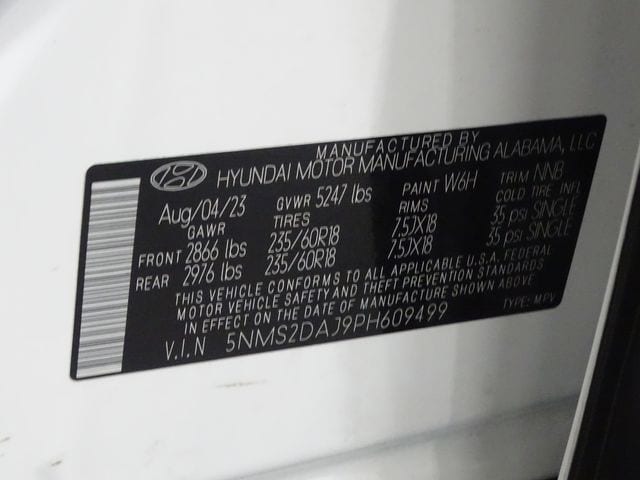 MANUFACTURED BY
HYUNDAI MOTOR MANUFACTURING ALABAMA, LLC
Aug/04/23 GVWR 5247 lbs PAINT W6H TRIM NNB
GAWR TIRES RIMS COLD TIRE INFL
FRONT 2866 lbs 235/60R18 7.5JX18 35 psi SINGLE
REAR 2976 lbs 235/60R18 7.5JX18 35 psi SINGLE
THIS VEHICLE CONFORMS TO ALL APPLICABLE U.S.A. FEDERAL
MOTOR VEHICLE SAFETY AND THEFT PREVENTION STANDARDS
IN EFFECT ON THE DATE OF MANUFACTURE SHOWN ABOVE.
V.I.N 5NMS2DAJ9PH609499 TYPE: MPV